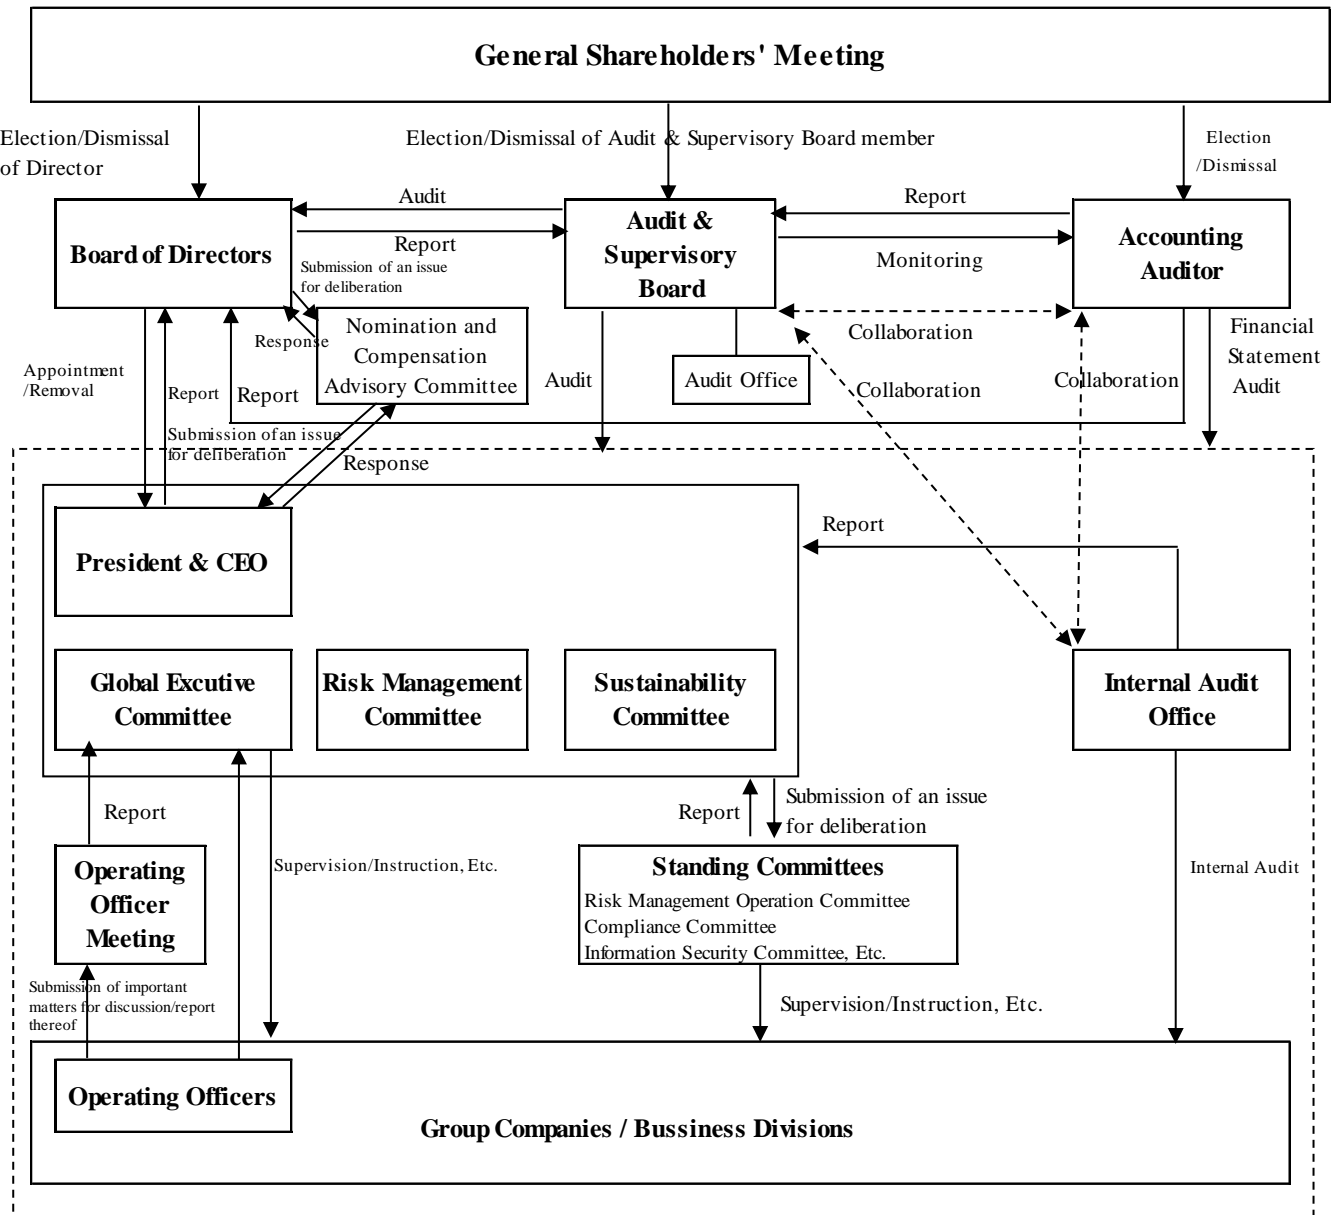 General Shareholders' Meeting
Election/Dismissal
of Director
Election/Dismissal of Audit & Supervisory Board member
Election
/Dismissal
Audit
Report
Board of Directors
Report
Audit &
Supervisory
Board
Monitoring
Accounting
Auditor
Submission of an issue
for deliberation
Response
Nomination and
Compensation
Advisory Committee
Collaboration
Financial
Statement
Audit
Appointment
/Removal
Report
Report
Audit
Audit Office
Collaboration
Collaboration
Submission of an issue
for deliberation
Response
President & CEO
Report
Global Excutive
Committee
Risk Management
Committee
Sustainability
Committee
Internal Audit
Office
Report
Report
Submission of an issue
for deliberation
Operating
Officer
Meeting
Supervision/Instruction, Etc.
Standing Committees
Risk Management Operation Committee
Compliance Committee
Information Security Committee, Etc.
Internal Audit
Submission of important
matters for discussion/report
thereof
Supervision/Instruction, Etc.
Operating Officers
Group Companies / Bussiness Divisions